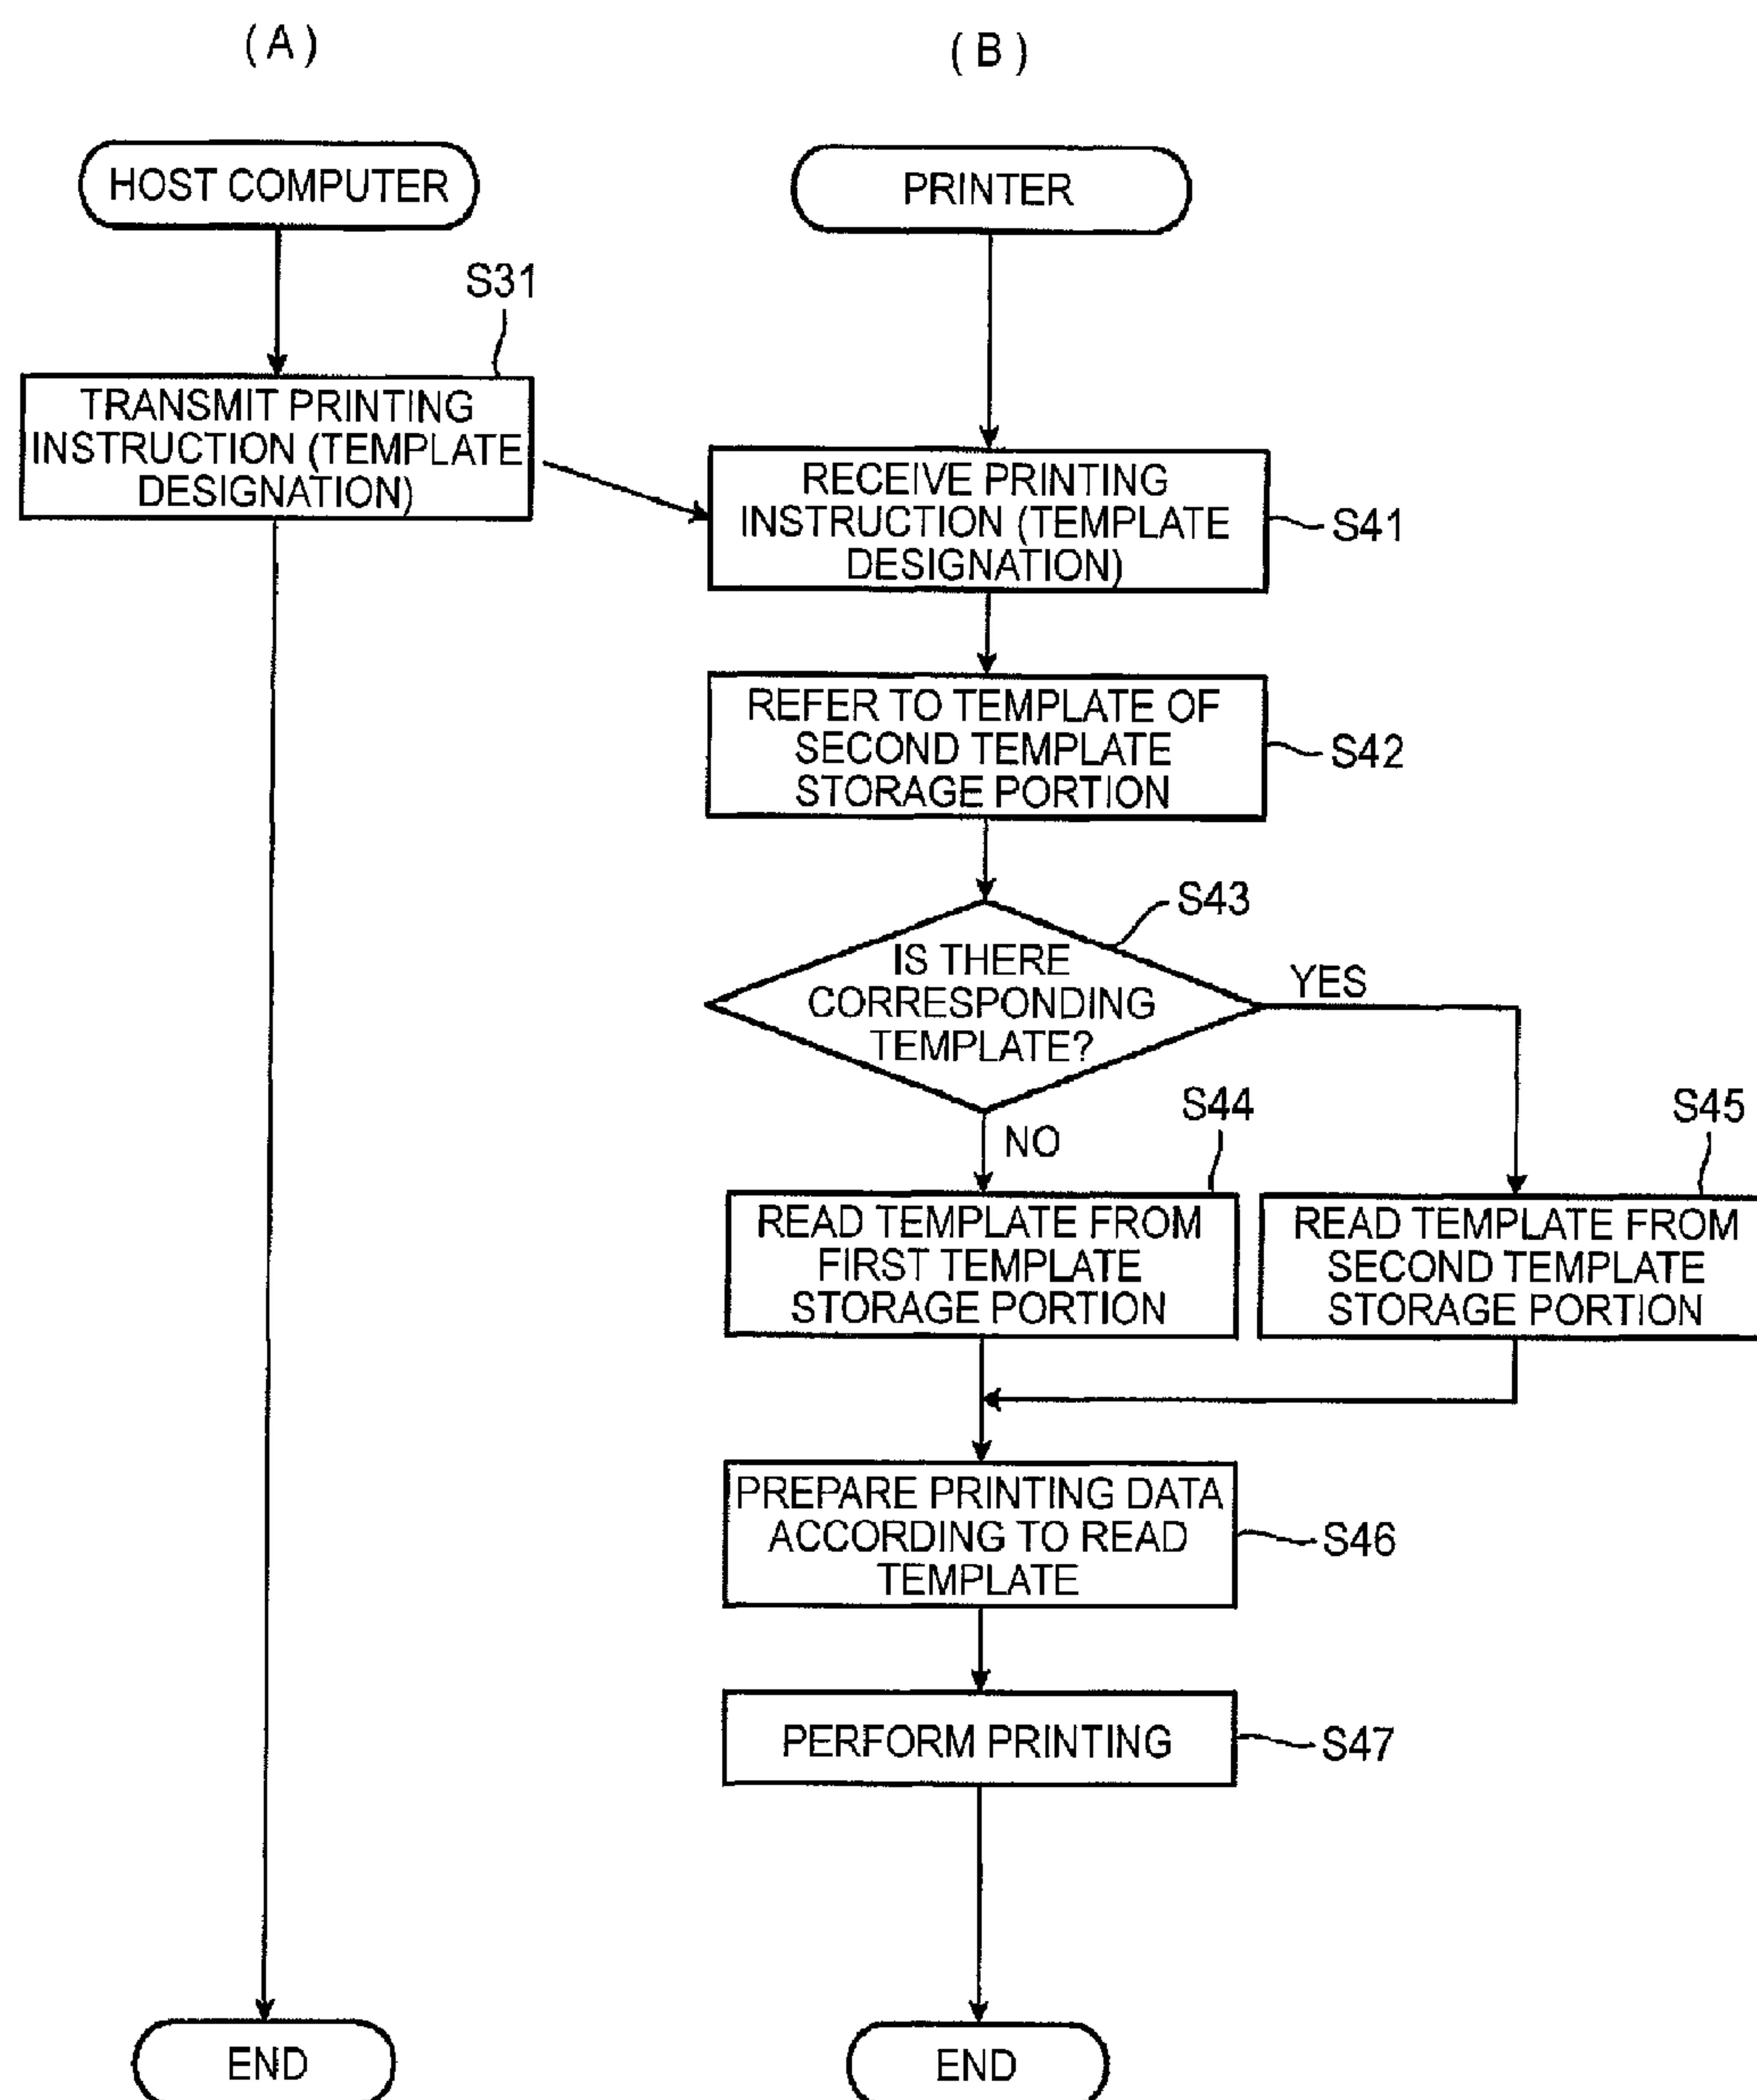 (A)
(B)
HOST COMPUTER
PRINTER
S31
TRANSMIT PRINTING
INSTRUCTION (TEMPLATE
DESIGNATION)
RECEIVE PRINTING
INSTRUCTION (TEMPLATE
DESIGNATION)
S41
REFER TO TEMPLATE OF
SECOND TEMPLATE
STORAGE PORTION
S42
S43
IS THERE
CORRESPONDING
TEMPLATE?
YES
NO
S44
S45
READ TEMPLATE FROM
FIRST TEMPLATE
STORAGE PORTION
READ TEMPLATE FROM
SECOND TEMPLATE
STORAGE PORTION
PREPARE PRINTING DATA
ACCORDING TO READ
TEMPLATE
S46
PERFORM PRINTING
S47
END
END